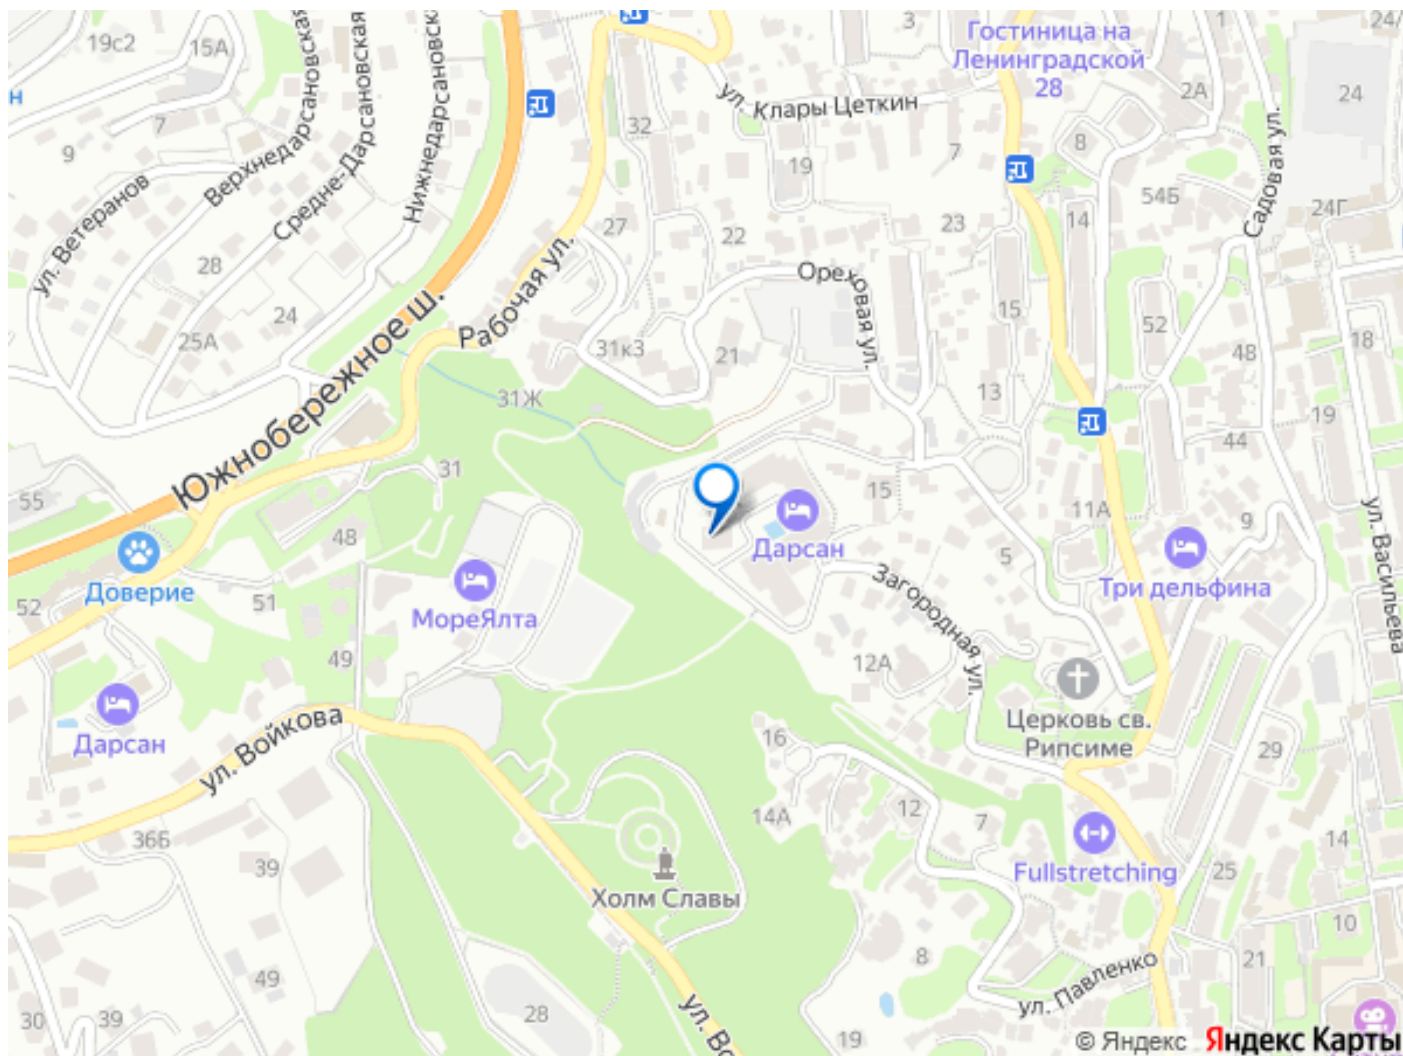 19с2
15А
Верхнедарсановская
Средне-Дарсановская
Нижнедарсановска
н
7
9
ул. Ветеранов
28
24
25А
Южнобережное ш.
Рабочая ул.
32
27
22
ул. Клары Цеткин
3
Гостиница на
Ленинградской
28
1
2А
24/
24
8
7
19
54Б
Садовая ул.
24Г
14
23
Ореховая ул.
15
52
18
48
31к3
21
31Ж
13
19
44
31
55
15
11А
9
ул. Васильева
48
Дарсан
5
Три дельфина
Доверие
52
51
МореЯлта
Загородная ул.
49
12А
Церковь св.
Рипсиме
Дарсан
ул. Войкова
16
29
14А
12
7
36Б
39
14
Fullstretching
25
Холм Славы
10
8
49
ул. Павленко
21
30
39
28
ул. Во
19
© Яндекс Яндекс Карты